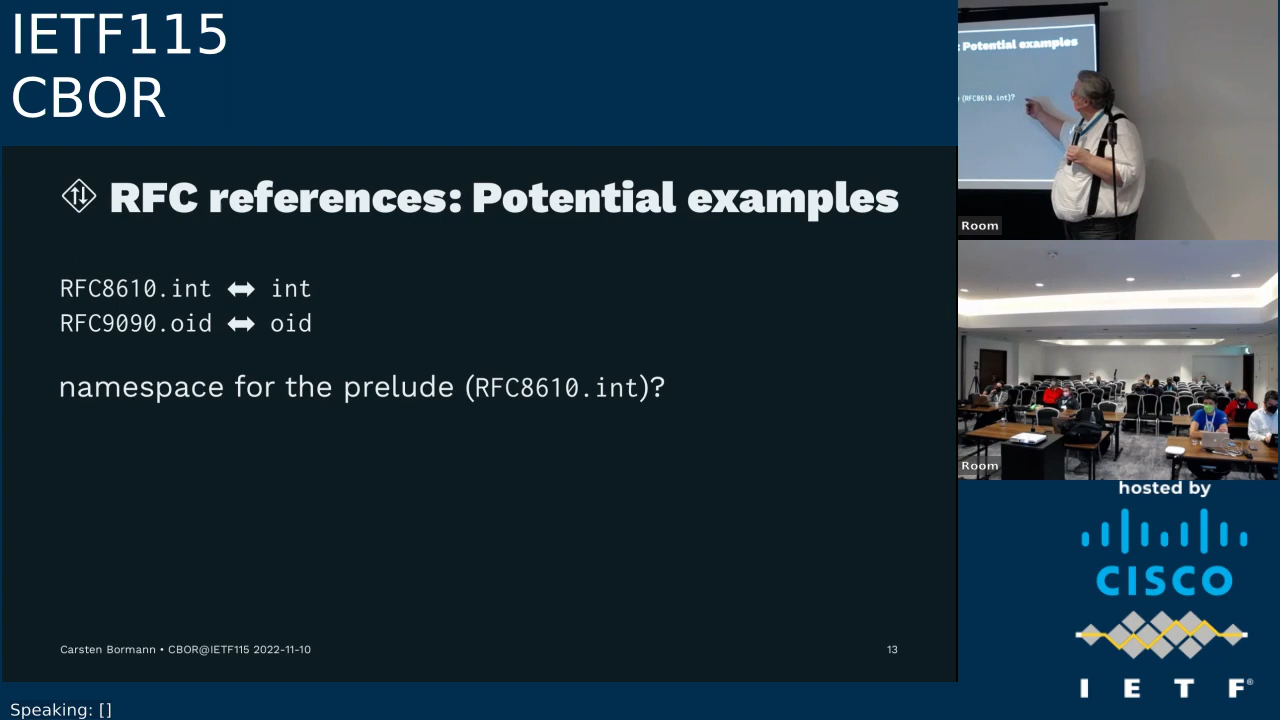 IETF115
CBOR
RFC references: Potential examples
RFC8610.int ⬌ int
RFC9090.oid ⬌ oid
namespace for the prelude (RFC8610.int)?
Carsten Bormann • CBOR@IETF115 2022-11-10
13
Speaking: []
: Potential examples
(RFC8610.int)?
Room
Room
hosted by
CISCO
IETF®